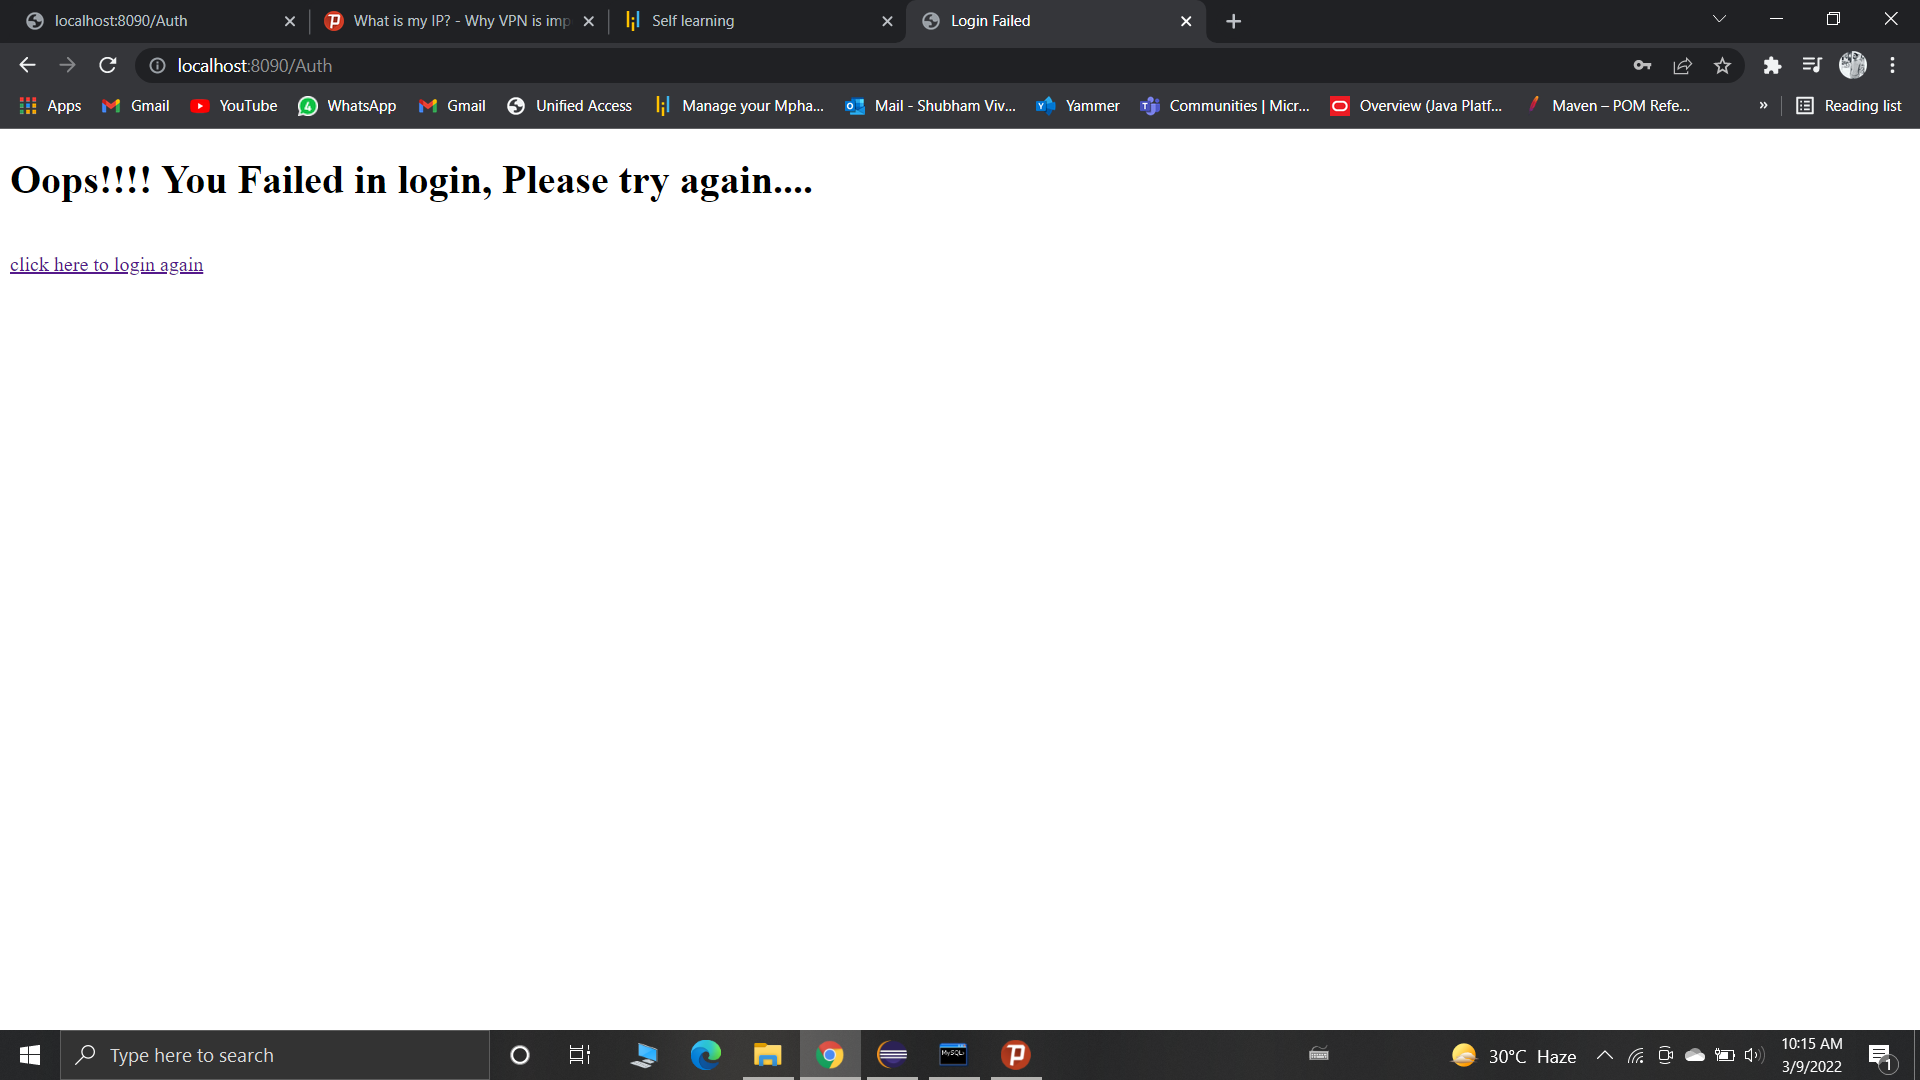 localhost:8090/Auth
What is my IP? - Why VPN is imp
Self learning
Login Failed
localhost:8090/Auth
Apps
Gmail
YouTube
4
WhatsApp
Gmail
Unified Access
Manage your Mpha...
Mail - Shubham Viv...
Yammer
Communities | Micr...
Overview (Java Platf...
Maven – POM Refe...
»
Reading list
Oops!!!! You Failed in login, Please try again....
click here to login again
Type here to search
MySQL
30°C Haze
10:15 AM
3/9/2022
1